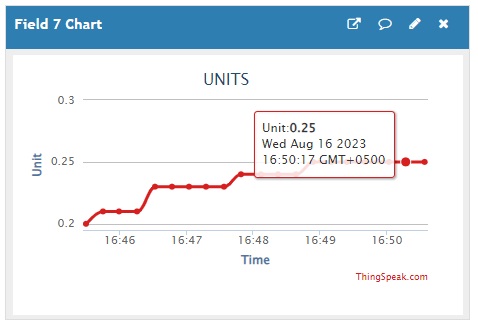 Field 7 Chart
UNITS
0.3
0.25
0.2
Unit
Unit:0.25
Wed Aug 16 2023
16:50:17 GMT+0500
16:46 16:47 16:48 16:49 16:50
Time
ThingSpeak.com